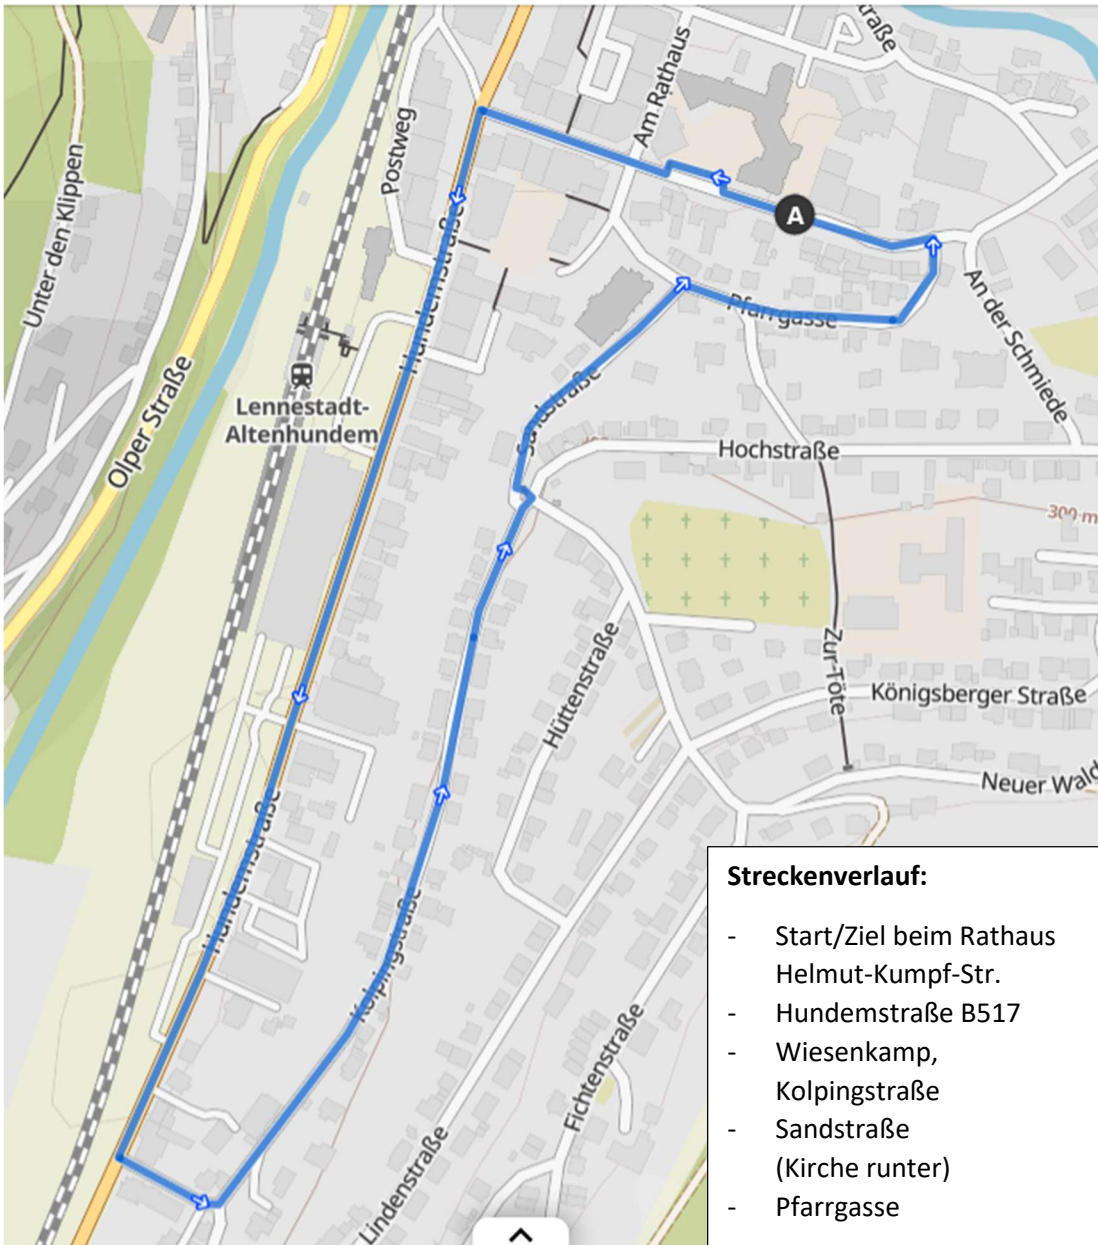 straße
Am Rathaus
Postweg
Unter den Klippen
Hundemstraße
A
An der Schmiede
Pfarrgasse
Olper Straße
Lennestadt-
Altenhundem
Sandstraße
Hochstraße
300 m
Zur Töte
Hüttenstraße
Königsberger Straße
Neuer Wald
Hundemstraße
Kolpingstraße
Fichtenstraße
Lindenstraße
Streckenverlauf:
- Start/Ziel beim Rathaus
Helmut-Kumpf-Str.
- Hundemstraße B517
- Wiesenkamp,
Kolpingstraße
- Sandstraße
(Kirche runter)
- Pfarrgasse